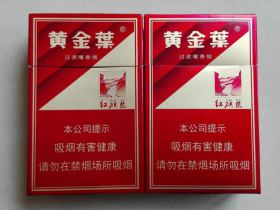 黄金葉®
过滤嘴香烟
红旗渠
本公司提示
吸烟有害健康
请勿在禁烟场所吸烟
黄金葉®
过滤嘴香烟
红旗渠
本公司提示
吸烟有害健康
请勿在禁烟场所吸烟